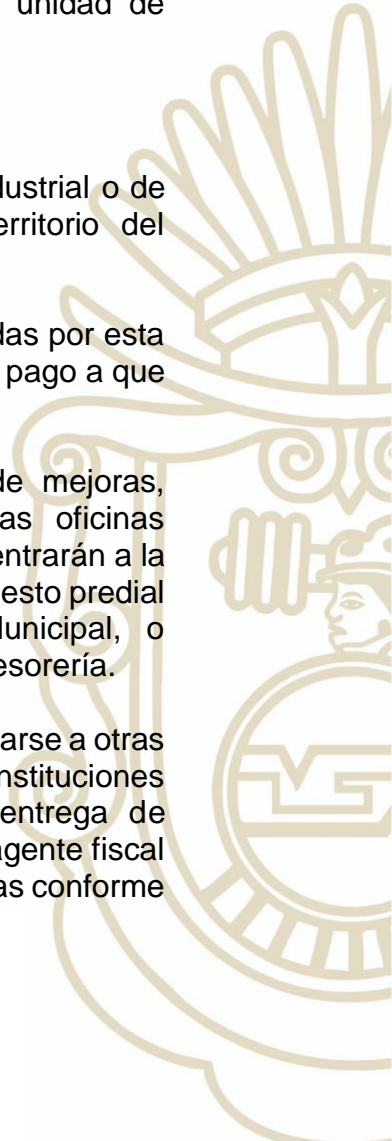 unidad de
dustrial o de
erritorio del
das por esta
pago a que
de mejoras,
as oficinas
entrarán a la
esto predial
unicipal, o
esorería.
arse a otras
nstituciones
entrega de
agente fiscal
as conforme